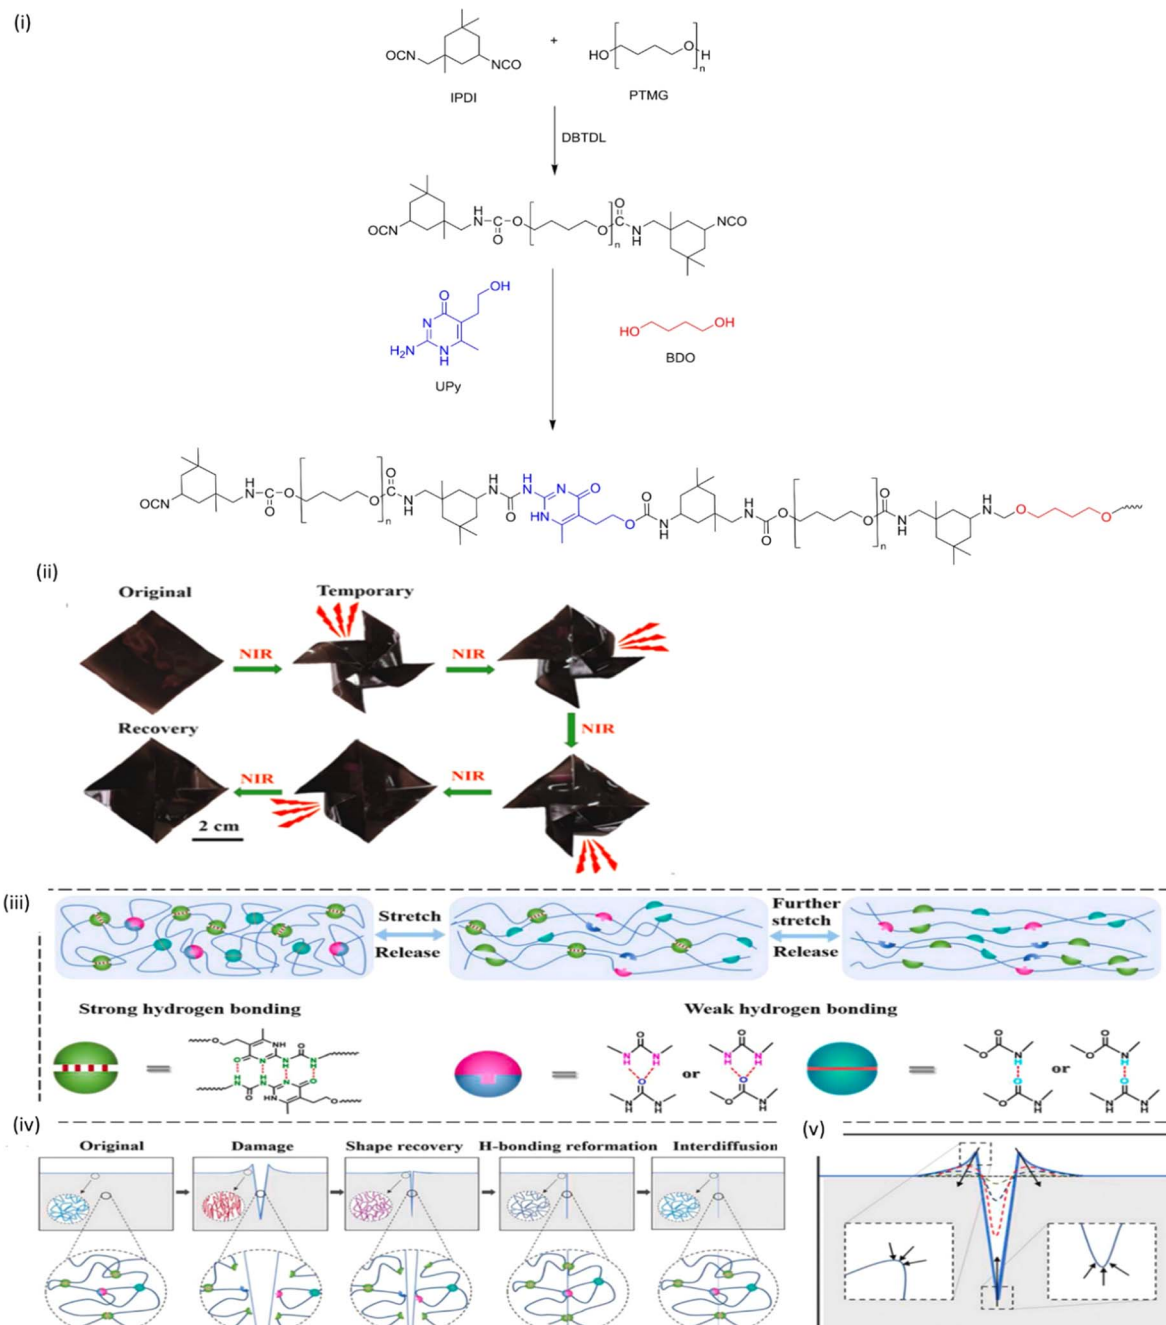 (i)
OCN
NCO
IPDI
+
HO
O
H
n
PTMG
DBTDL
OCN
H
N
C
O
O
O
n
O
C
N
H
NCO
O
OH
N
H2N
N
H
UPy
HO
OH
BDO
OCN
H
N
C
O
O
O
n
O
C
N
H
H
N
C
O
H
N
N
O
HN
O
O
C
N
H
H
N
C
O
O
O
n
O
C
N
H
H
N
O
O
(ii)
Original
Temporary
NIR
NIR
NIR
Recovery
NIR
NIR
2 cm
(iii)
Stretch
Release
Further
stretch
Release
Strong hydrogen bonding
Weak hydrogen bonding
or
or
(iv)
Original
Damage
Shape recovery
H-bonding reformation
Interdiffusion
(v)